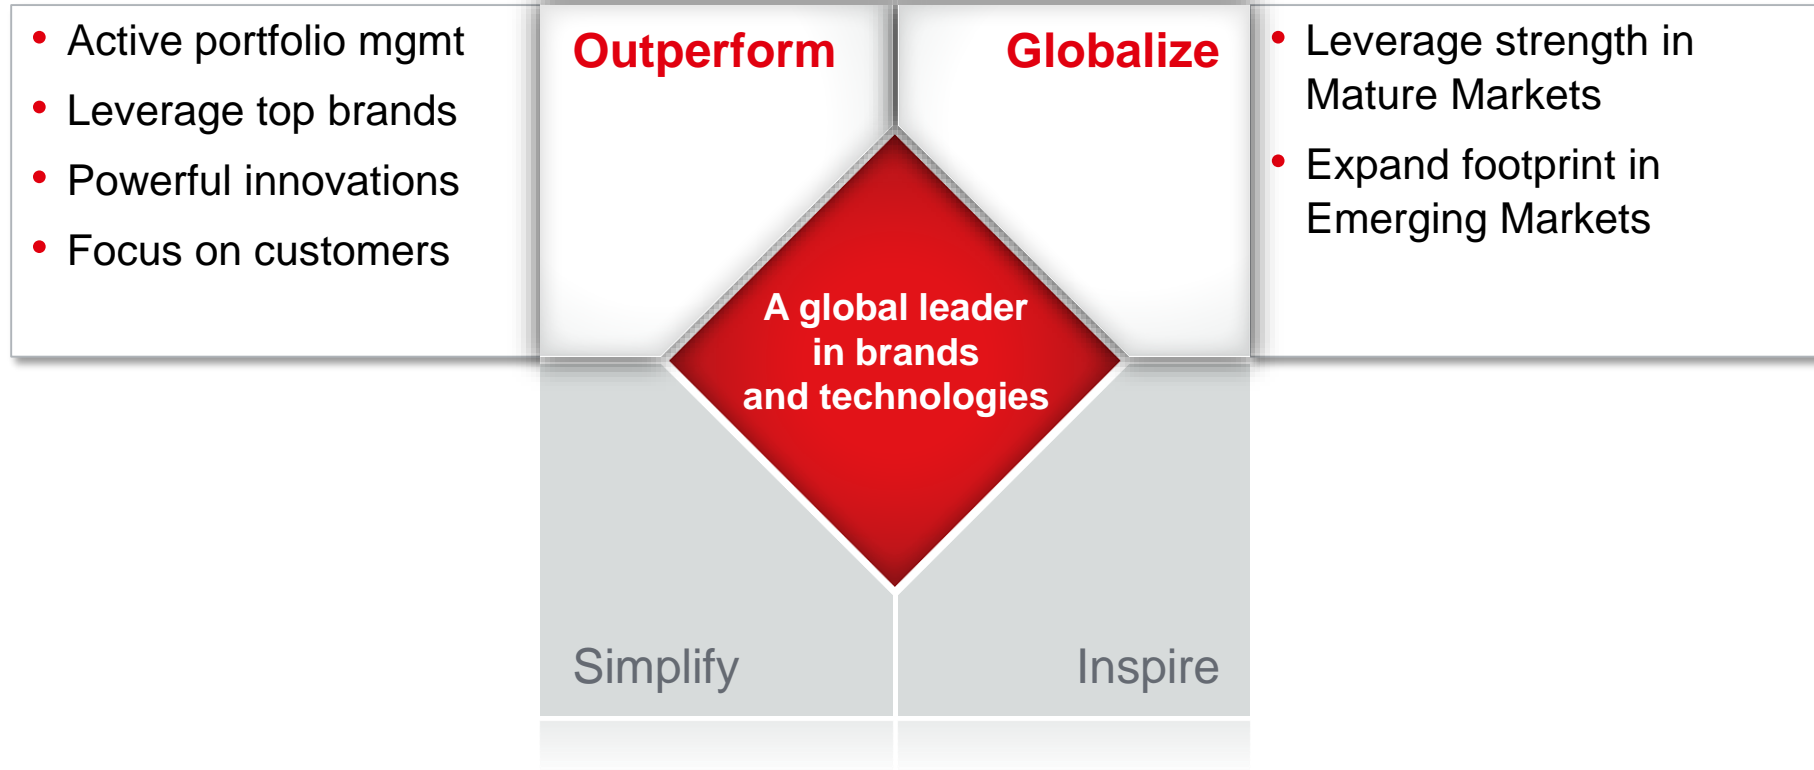 • Active portfolio mgmt
• Leverage top brands
• Powerful innovations
• Focus on customers
Outperform
Globalize
• Leverage strength in
Mature Markets
• Expand footprint in
Emerging Markets
A global leader
in brands
and technologies
Simplify
Inspire